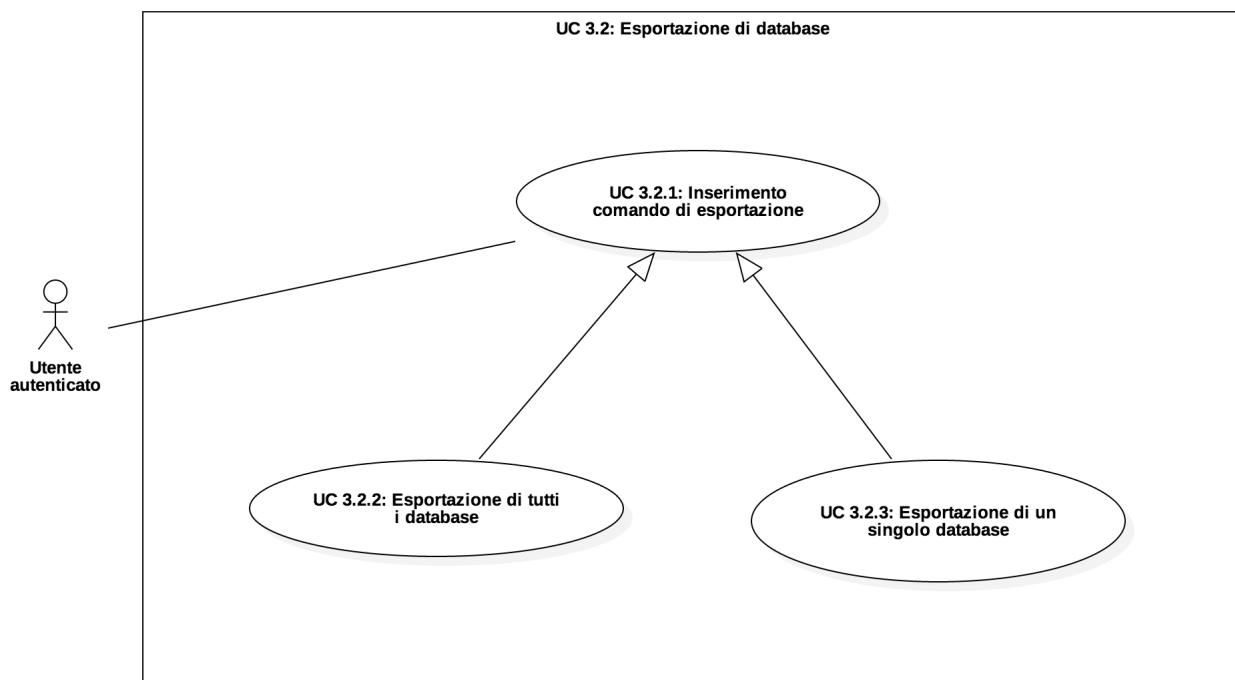 UC 3.2: Esportazione di database
UC 3.2.1: Inserimento
comando di esportazione
Utente
autenticato
UC 3.2.2: Esportazione di tutti
i database
UC 3.2.3: Esportazione di un
singolo database